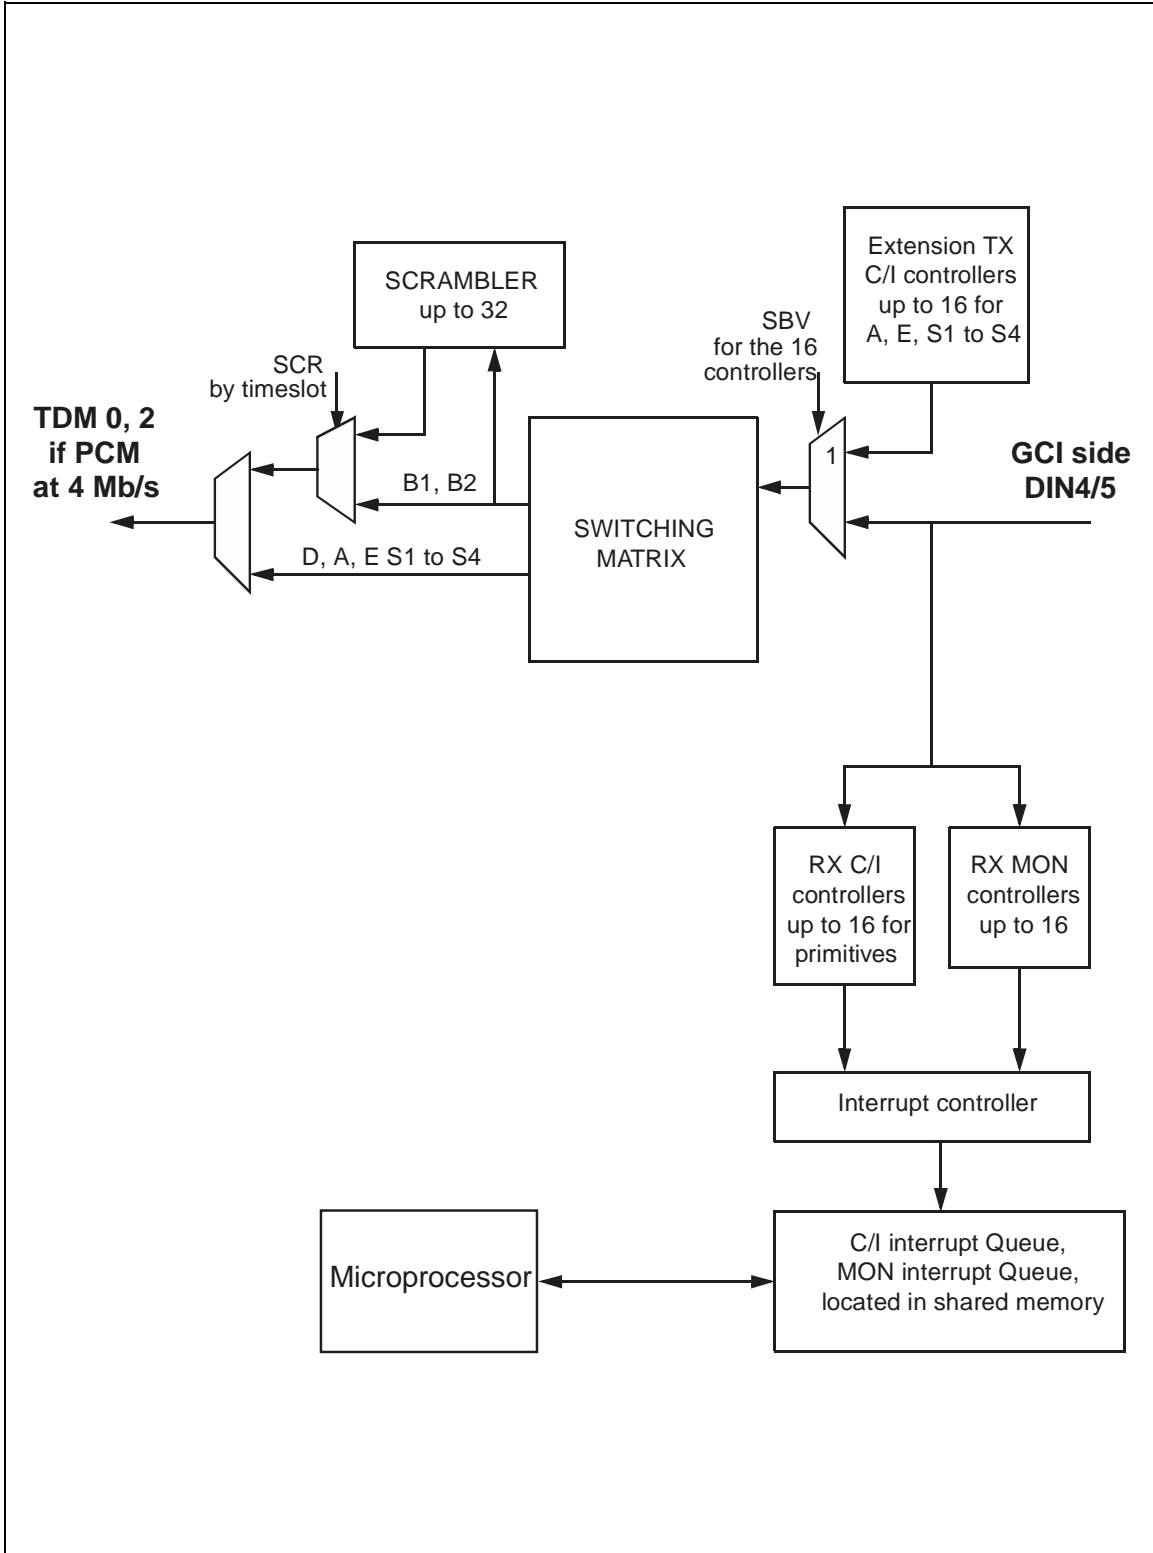 Extension TX
C/I controllers
up to 16 for
A, E, S1 to S4
SCRAMBLER
up to 32
SBV
for the 16
controllers
SCR
by timeslot
TDM 0, 2
if PCM
at 4 Mb/s
1
GCI side
DIN4/5
B1, B2
SWITCHING
MATRIX
D, A, E S1 to S4
RX C/I
controllers
up to 16 for
primitives
RX MON
controllers
up to 16
Interrupt controller
Microprocessor
C/I interrupt Queue,
MON interrupt Queue,
located in shared memory